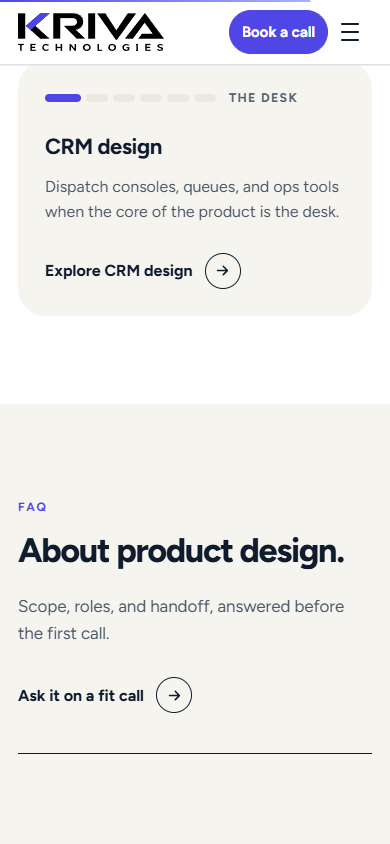 KRIVA
TECHNOLOGIES
Book a call
THE DESK
CRM design
Dispatch consoles, queues, and ops tools
when the core of the product is the desk.
Explore CRM design
FAQ
About product design.
Scope, roles, and handoff, answered before
the first call.
Ask it on a fit call